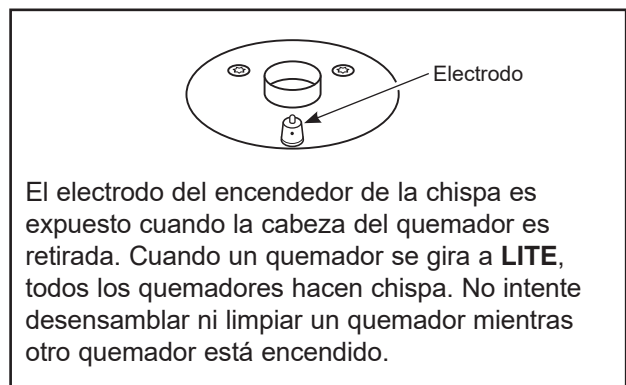 Electrodo
El electrodo del encendedor de la chispa es
expuesto cuando la cabeza del quemador es
retirada. Cuando un quemador se gira a LITE,
todos los quemadores hacen chispa. No intente
desensamblar ni limpiar un quemador mientras
otro quemador está encendido.